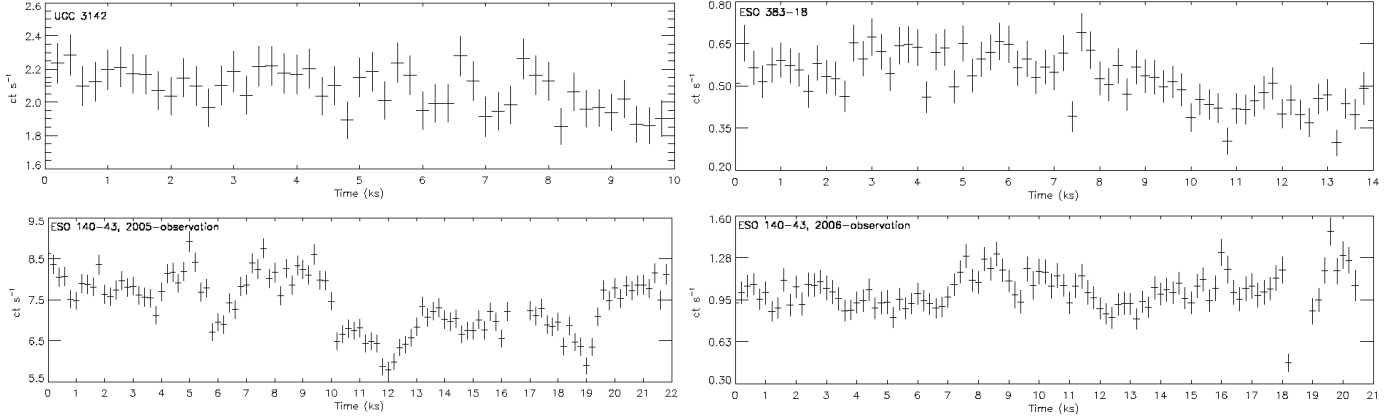 UGC 3142
2.6
2.4
2.2
2.0
1.8
1.6
ct s⁻¹
0 1 2 3 4 5 6 7 8 9 10
Time (ks)
ESO 383-18
0.80
0.65
0.50
0.35
0.20
ct s⁻¹
0 1 2 3 4 5 6 7 8 9 10 11 12 13 14
Time (ks)
ESO 140-43, 2005-observation
9.5
8.5
7.5
6.5
5.5
ct s⁻¹
0 1 2 3 4 5 6 7 8 9 10 11 12 13 14 15 16 17 18 19 20 21 22
Time (ks)
ESO 140-43, 2006-observation
1.60
1.28
0.95
0.63
0.30
ct s⁻¹
0 1 2 3 4 5 6 7 8 9 10 11 12 13 14 15 16 17 18 19 20 21
Time (ks)